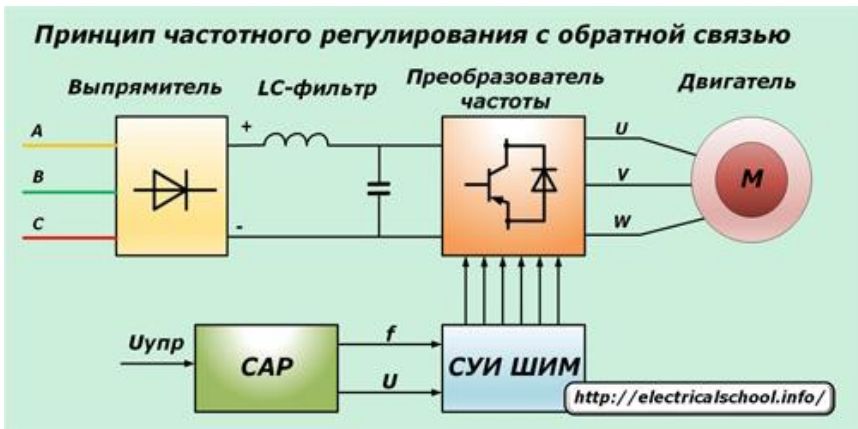 Принцип частотного регулирования с обратной связью
Выпрямитель
LC-фильтр
Преобразователь
частоты
Двигатель
A
B
C
+
-
U
V
W
M
Uупр
САР
f
U
СУИ ШИМ
http://electricalschool.info/